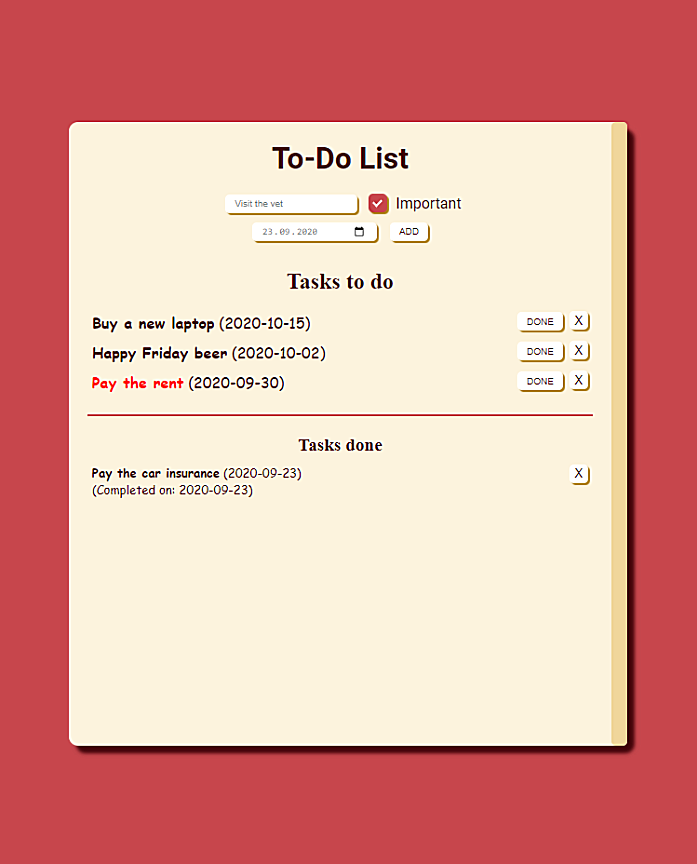 To-Do List
Visit the vet Important
23.09.2020 ADD
Tasks to do
Buy a new laptop (2020-10-15) DONE X
Happy Friday beer (2020-10-02) DONE X
Pay the rent (2020-09-30) DONE X
Tasks done
Pay the car insurance (2020-09-23) X
(Completed on: 2020-09-23)